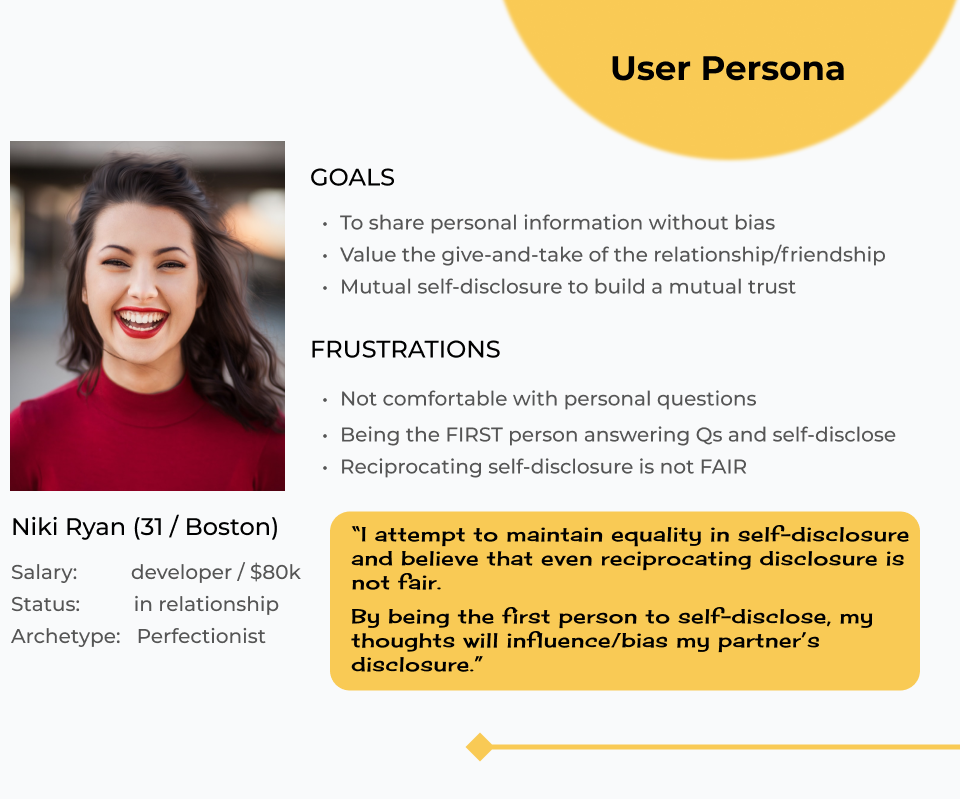 User Persona
GOALS
• To share personal information without bias
• Value the give-and-take of the relationship/friendship
• Mutual self-disclosure to build a mutual trust
FRUSTRATIONS
• Not comfortable with personal questions
• Being the FIRST person answering Qs and self-disclose
• Reciprocating self-disclosure is not FAIR
Niki Ryan (31 / Boston)
Salary: developer / $80k
Status: in relationship
Archetype: Perfectionist
“I attempt to maintain equality in self-disclosure
and believe that even reciprocating disclosure is
not fair.
By being the first person to self-disclose, my
thoughts will influence/bias my partner’s
disclosure.”